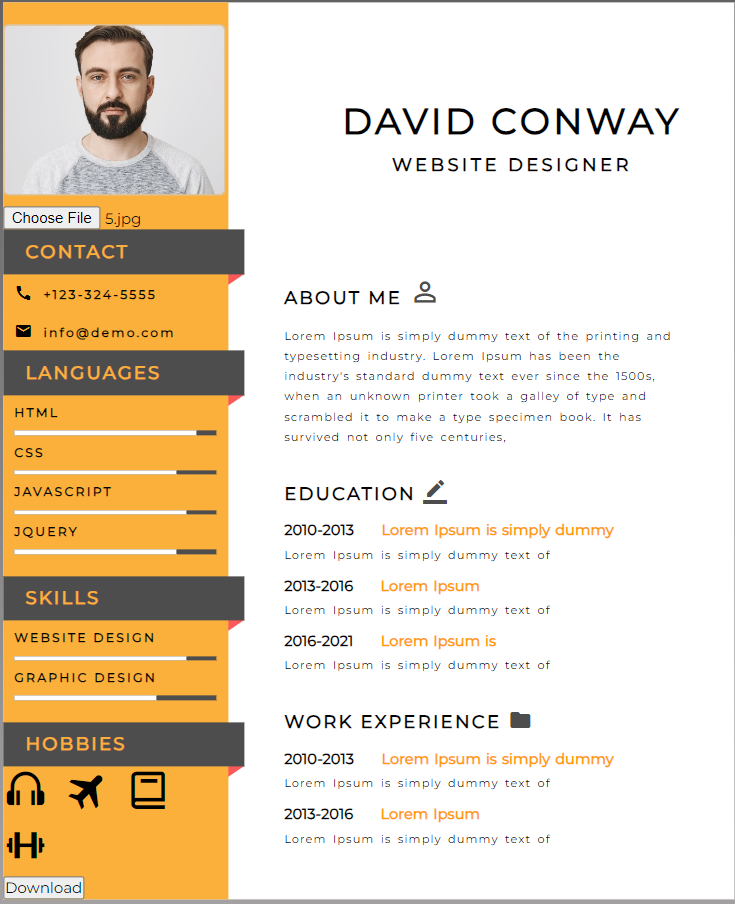 DAVID CONWAY
WEBSITE DESIGNER
Choose File 5.jpg
CONTACT
+123-324-5555
info@demo.com
LANGUAGES
HTML
CSS
JAVASCRIPT
JQUERY
SKILLS
WEBSITE DESIGN
GRAPHIC DESIGN
HOBBIES
Download
ABOUT ME
Lorem Ipsum is simply dummy text of the printing and
typesetting industry. Lorem Ipsum has been the
industry's standard dummy text ever since the 1500s,
when an unknown printer took a galley of type and
scrambled it to make a type specimen book. It has
survived not only five centuries,
EDUCATION
2010-2013 Lorem Ipsum is simply dummy
Lorem Ipsum is simply dummy text of
2013-2016 Lorem Ipsum
Lorem Ipsum is simply dummy text of
2016-2021 Lorem Ipsum is
Lorem Ipsum is simply dummy text of
WORK EXPERIENCE
2010-2013 Lorem Ipsum is simply dummy
Lorem Ipsum is simply dummy text of
2013-2016 Lorem Ipsum
Lorem Ipsum is simply dummy text of